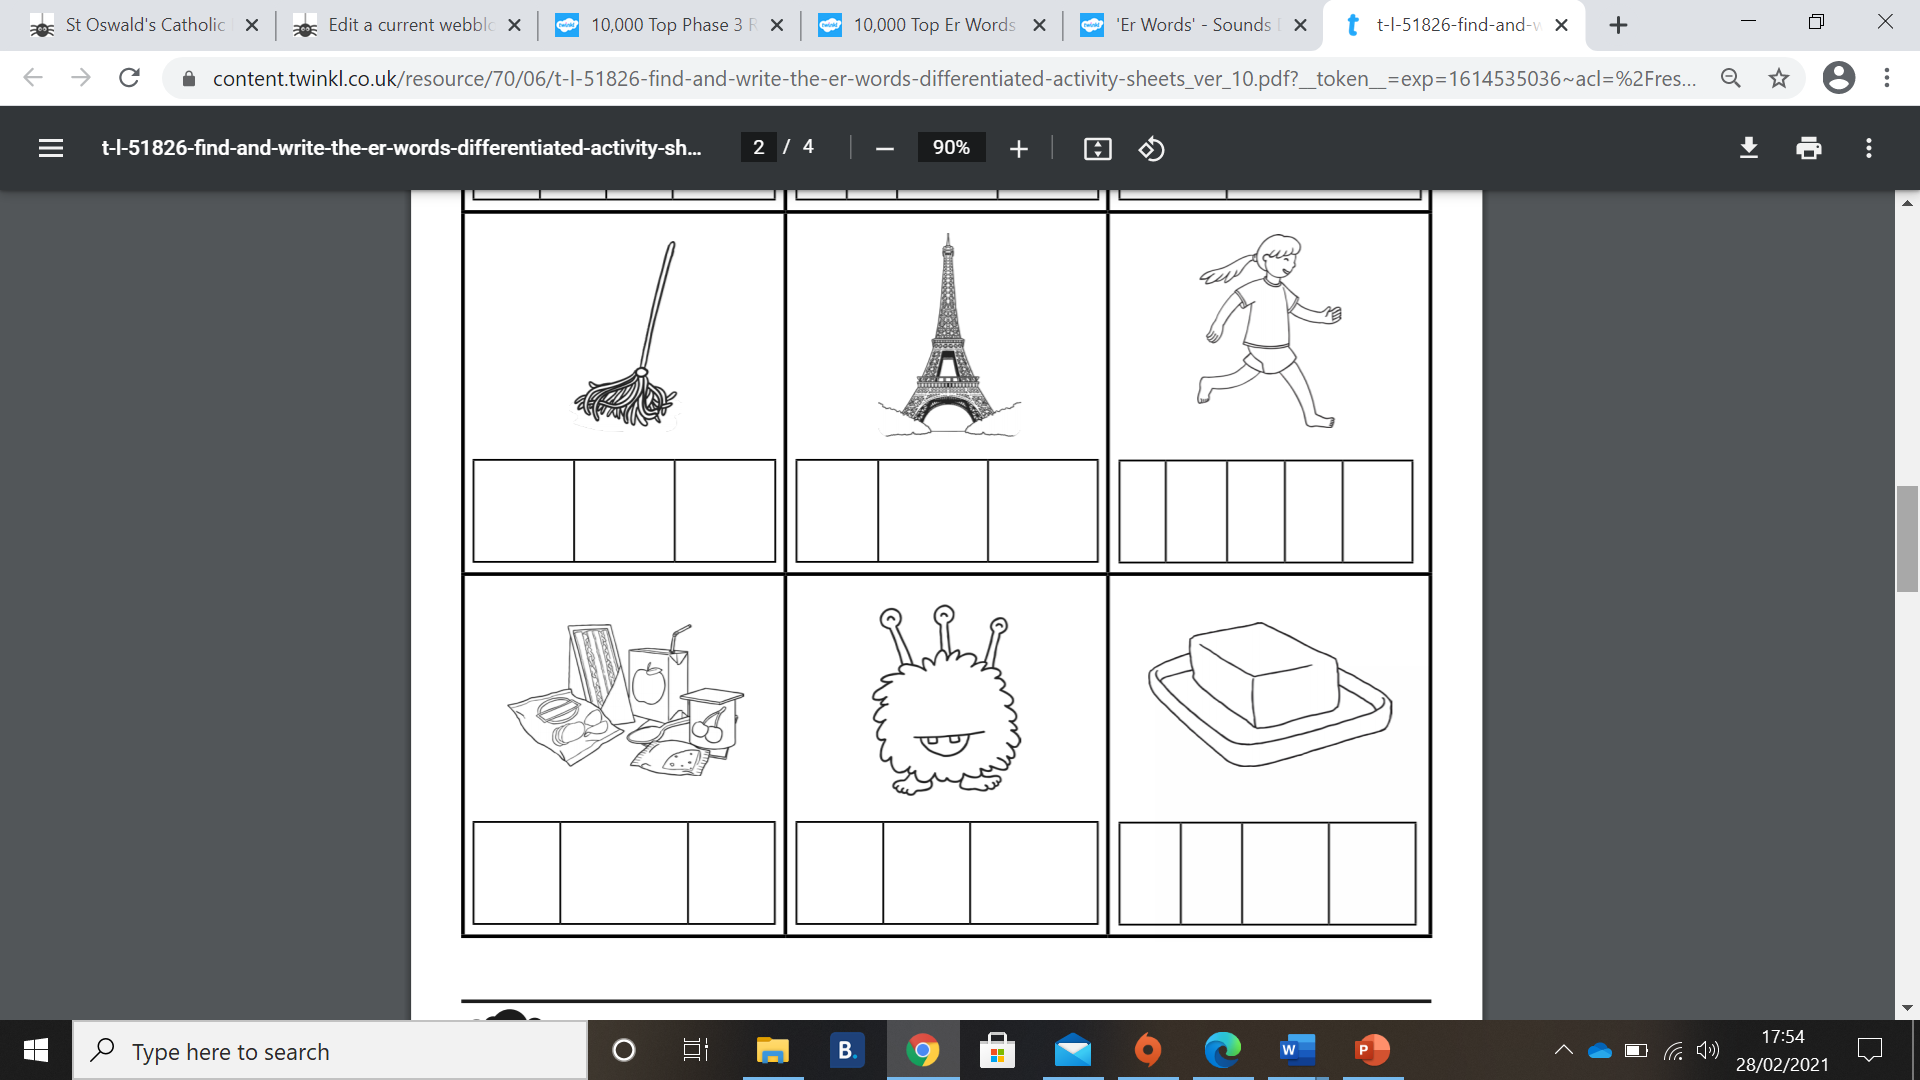 St Oswald's Catholic
Edit a current webblo
10,000 Top Phase 3 R
10,000 Top Er Words
'Er Words' - Sounds
t-l-51826-find-and-w
content.twinkl.co.uk/resource/70/06/t-l-51826-find-and-write-the-er-words-differentiated-activity-sheets_ver_10.pdf?__token__=exp=1614535036~acl=%2Fres...
t-l-51826-find-and-write-the-er-words-differentiated-activity-sh...
2 / 4
90%
Type here to search
B.
W
P
17:54
28/02/2021